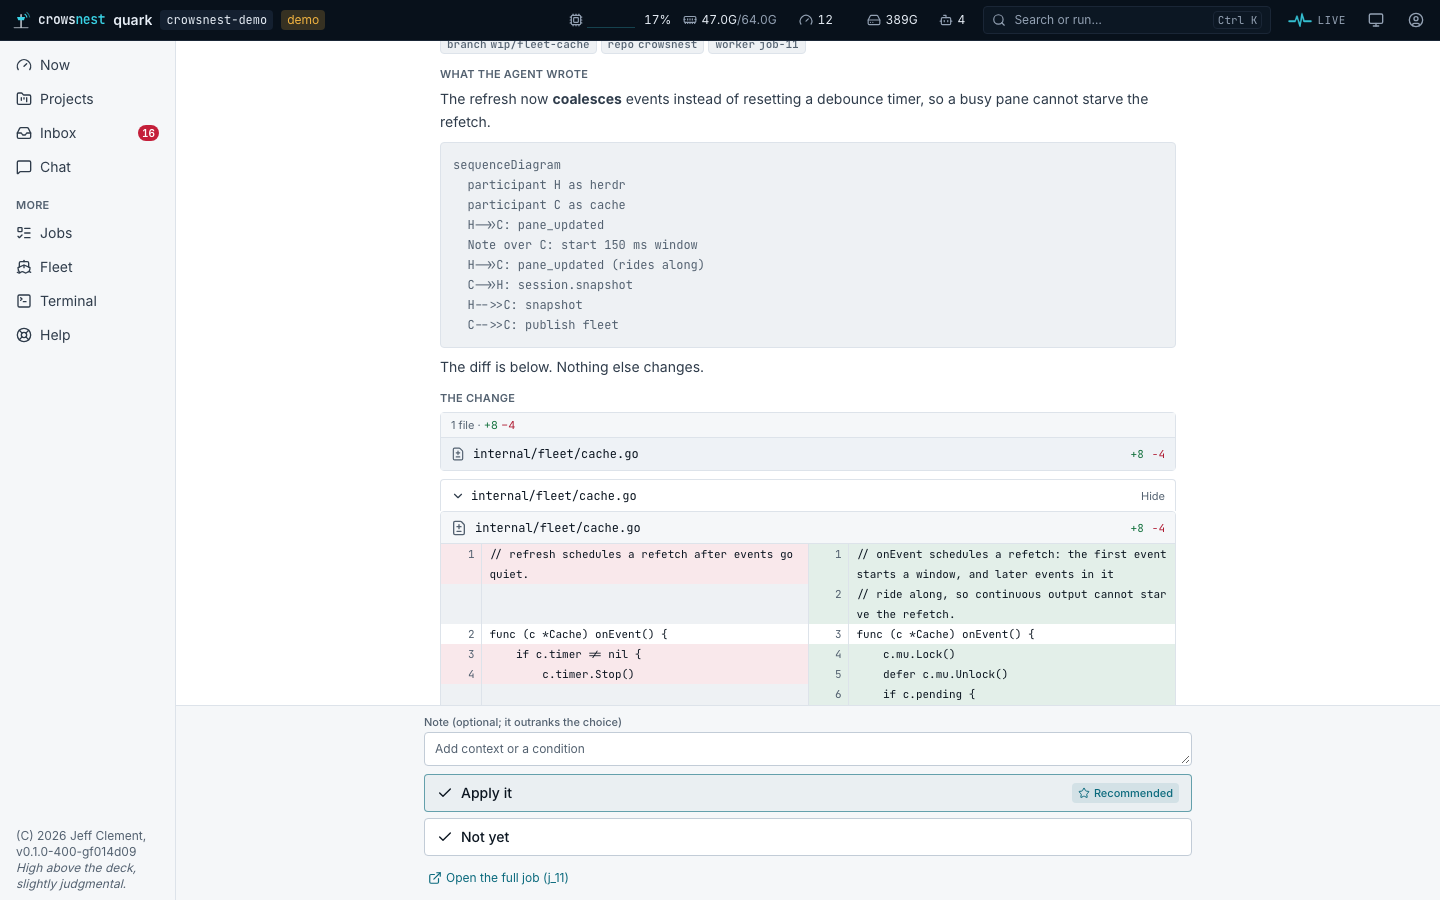 crowsnest quark crowsnest-demo demo 17% 47.0G/64.0G 12 389G 4 Search or run... Ctrl K LIVE
Now
Projects
Inbox 16
Chat
MORE
Jobs
Fleet
Terminal
Help
(C) 2026 Jeff Clement,
v0.1.0-400-gf014d09
High above the deck,
slightly judgmental.
branch wip/fleet-cache repo crowsnest worker job-11
WHAT THE AGENT WROTE
The refresh now coalesces events instead of resetting a debounce timer, so a busy pane cannot starve the
refetch.
sequenceDiagram
participant H as herdr
participant C as cache
H->>C: pane_updated
Note over C: start 150 ms window
H->>C: pane_updated (rides along)
C->>H: session.snapshot
H-->>C: snapshot
C-->>C: publish fleet
The diff is below. Nothing else changes.
THE CHANGE
1 file · +8 −4
internal/fleet/cache.go +8 -4
internal/fleet/cache.go Hide
internal/fleet/cache.go +8 -4
1 // refresh schedules a refetch after events go
quiet.
2 func (c *Cache) onEvent() {
3 if c.timer != nil {
4 c.timer.Stop()
1 // onEvent schedules a refetch: the first event
starts a window, and later events in it
2 // ride along, so continuous output cannot star
ve the refetch.
3 func (c *Cache) onEvent() {
4 c.mu.Lock()
5 defer c.mu.Unlock()
6 if c.pending {
Note (optional; it outranks the choice)
Add context or a condition
Apply it Recommended
Not yet
Open the full job (j_11)